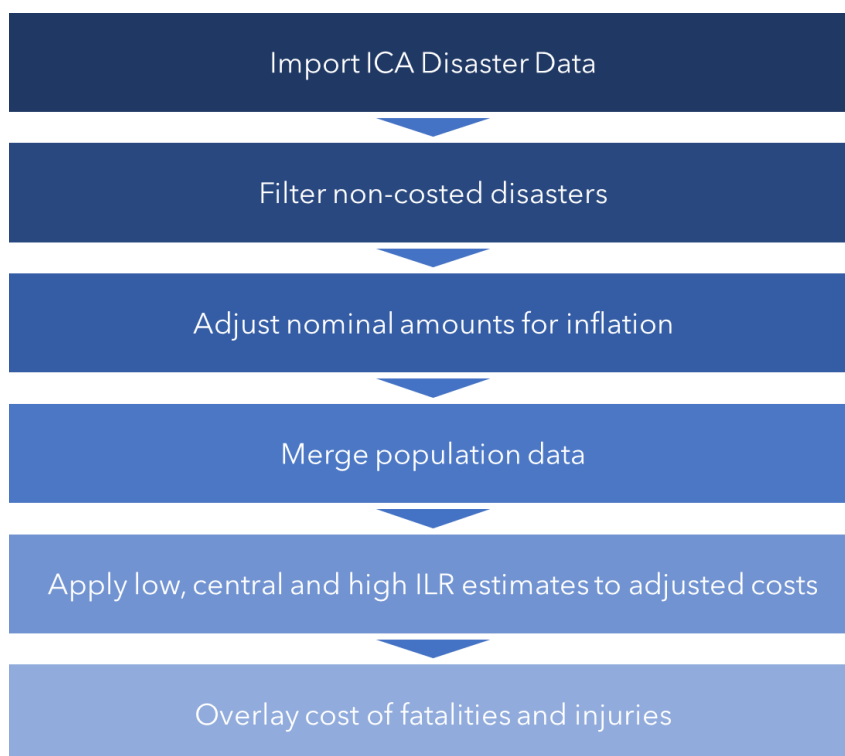 Import ICA Disaster Data
Filter non-costed disasters
Adjust nominal amounts for inflation
Merge population data
Apply low, central and high ILR estimates to adjusted costs
Overlay cost of fatalities and injuries